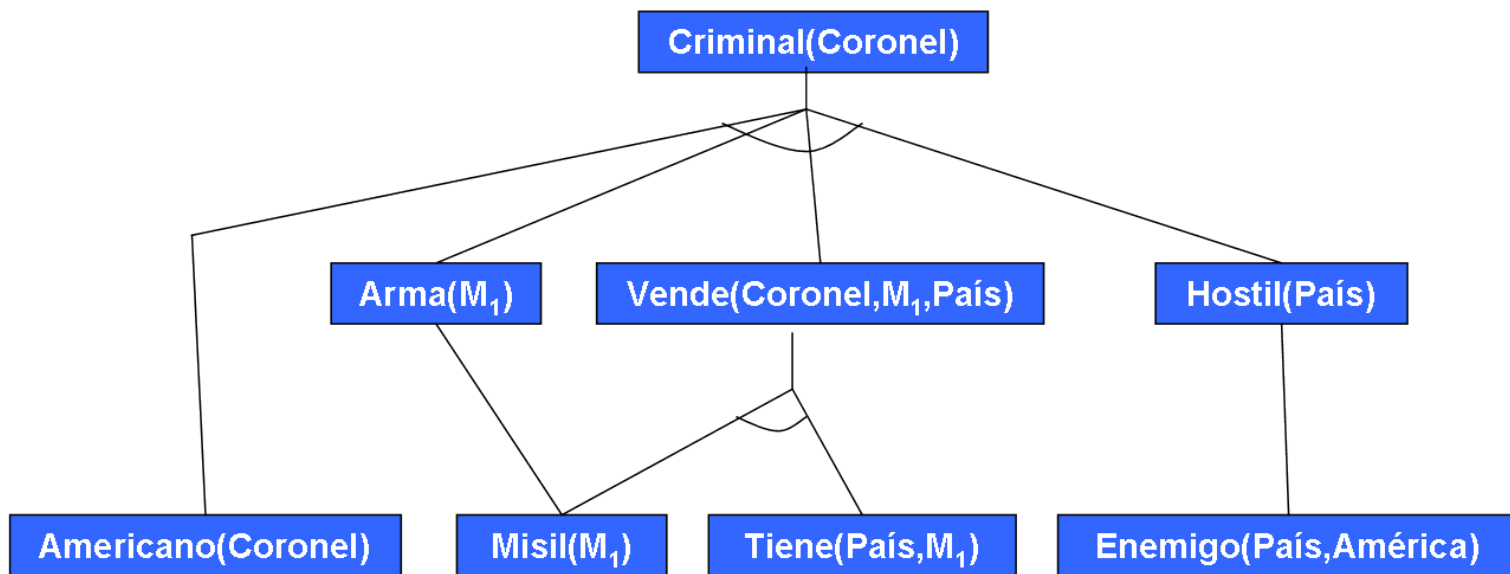 Criminal(Coronel)
Arma(M₁)
Vende(Coronel,M₁,País)
Hostil(País)
Americano(Coronel)
Misil(M₁)
Tiene(País,M₁)
Enemigo(País,América)